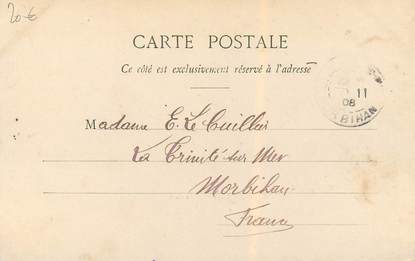 20€
CARTE POSTALE
Ce côté est exclusivement réservé à l'adresse
11
08
BIHAN
Madame E. Le Cuillier
La Trinité sur Mer
Morbihan
France